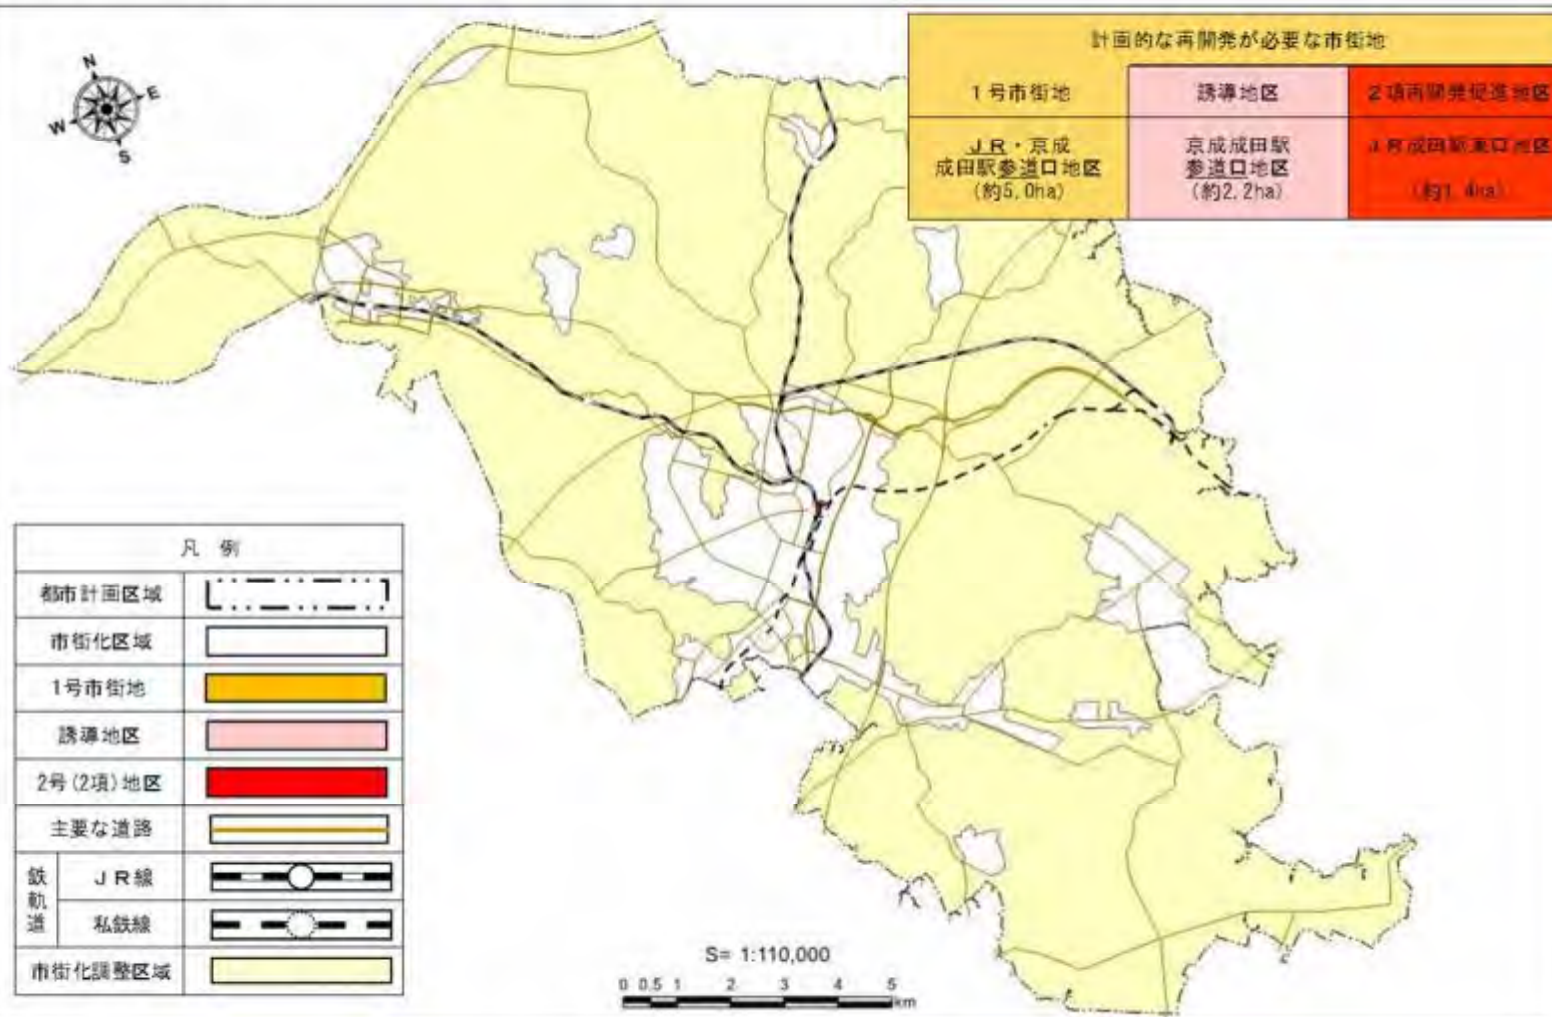 N
E
W
S
計画的な再開発が必要な市街地
1号市街地
誘導地区
2項再開発促進地区
JR・京成
成田駅参道口地区
(約5.0ha)
京成成田駅
参道口地区
(約2.2ha)
JR成田駅東口地区
(約1.4ha)
凡 例
都市計画区域
市街化区域
1号市街地
誘導地区
2号(2項)地区
主要な道路
鉄軌道
JR線
私鉄線
市街化調整区域
S= 1:110,000
0 0.5 1 2 3 4 5
km